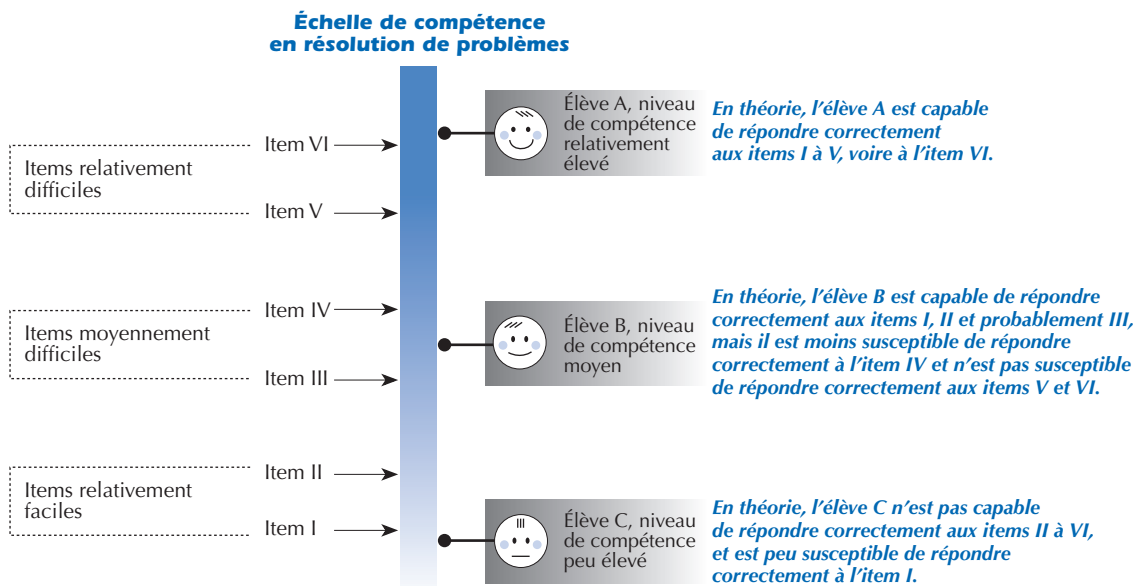 Échelle de compétence
en résolution de problèmes
Items relativement
difficiles
Item VI
Item V
Élève A, niveau
de compétence
relativement
élevé
En théorie, l'élève A est capable
de répondre correctement
aux items I à V, voire à l'item VI.
Items moyennement
difficiles
Item IV
Item III
Élève B, niveau
de compétence
moyen
En théorie, l'élève B est capable de répondre
correctement aux items I, II et probablement III,
mais il est moins susceptible de répondre
correctement à l'item IV et n'est pas susceptible
de répondre correctement aux items V et VI.
Items relativement
faciles
Item II
Item I
Élève C, niveau
de compétence
peu élevé
En théorie, l'élève C n'est pas capable
de répondre correctement aux items II à VI,
et est peu susceptible de répondre
correctement à l'item I.